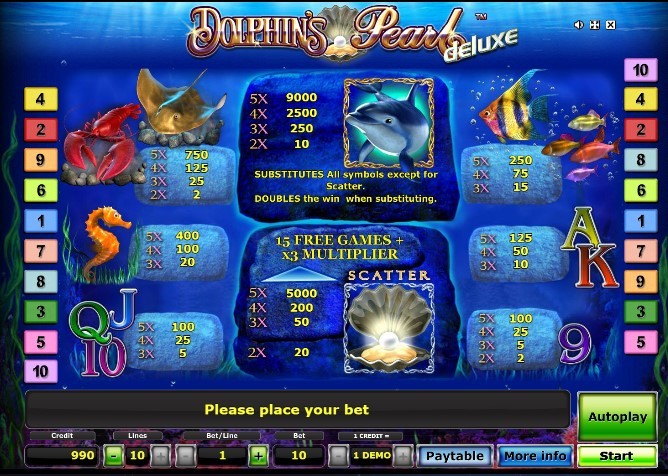 DOLPHIN'S Pearl™
deluxe
10
4
2
9
6
1
7
8
3
5
10
5X 750
4X 125
3X 25
2X 2
5X 9000
4X 2500
3X 250
2X 10
SUBSTITUTES All symbols except for
Scatter.
DOUBLES the win when substituting.
5X 250
4X 75
3X 15
4
2
8
6
1
7
9
3
5
5X 400
4X 100
3X 20
15 FREE GAMES +
x3 MULTIPLIER
SCATTER
5X 5000
4X 200
3X 50
2X 20
5X 125
4X 50
3X 10
A
K
Q J
10
5X 100
4X 25
3X 5
5X 100
4X 25
3X 5
2X 2
9
Please place your bet
Autoplay
Credit Lines Bet/Line Bet 1 CREDIT =
990 - 10 + - 1 + 10 - 1 DEMO + Paytable More info Start